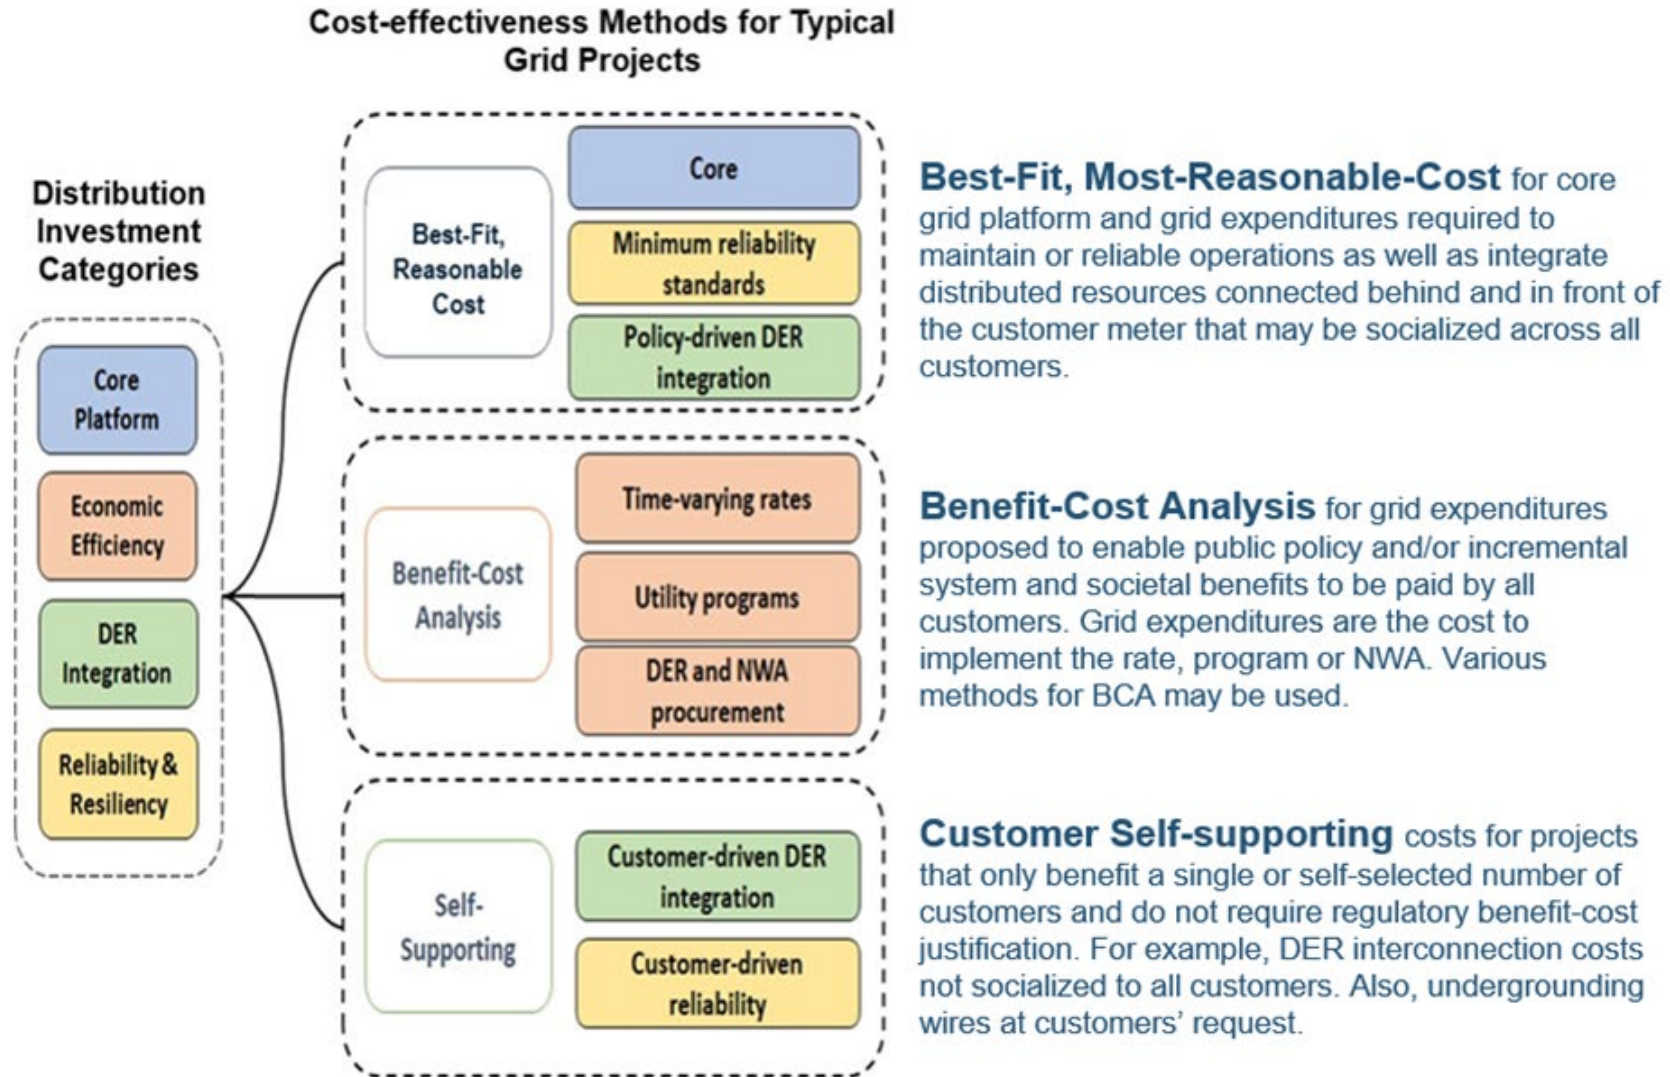 Cost-effectiveness Methods for Typical
Grid Projects
Distribution
Investment
Categories
Core
Platform
Economic
Efficiency
DER
Integration
Reliability &
Resiliency
Best-Fit,
Reasonable
Cost
Core
Minimum reliability
standards
Policy-driven DER
integration
Best-Fit, Most-Reasonable-Cost for core
grid platform and grid expenditures required to
maintain or reliable operations as well as integrate
distributed resources connected behind and in front of
the customer meter that may be socialized across all
customers.
Benefit-Cost
Analysis
Time-varying rates
Utility programs
DER and NWA
procurement
Benefit-Cost Analysis for grid expenditures
proposed to enable public policy and/or incremental
system and societal benefits to be paid by all
customers. Grid expenditures are the cost to
implement the rate, program or NWA. Various
methods for BCA may be used.
Self-
Supporting
Customer-driven DER
integration
Customer-driven
reliability
Customer Self-supporting costs for projects
that only benefit a single or self-selected number of
customers and do not require regulatory benefit-cost
justification. For example, DER interconnection costs
not socialized to all customers. Also, undergrounding
wires at customers' request.